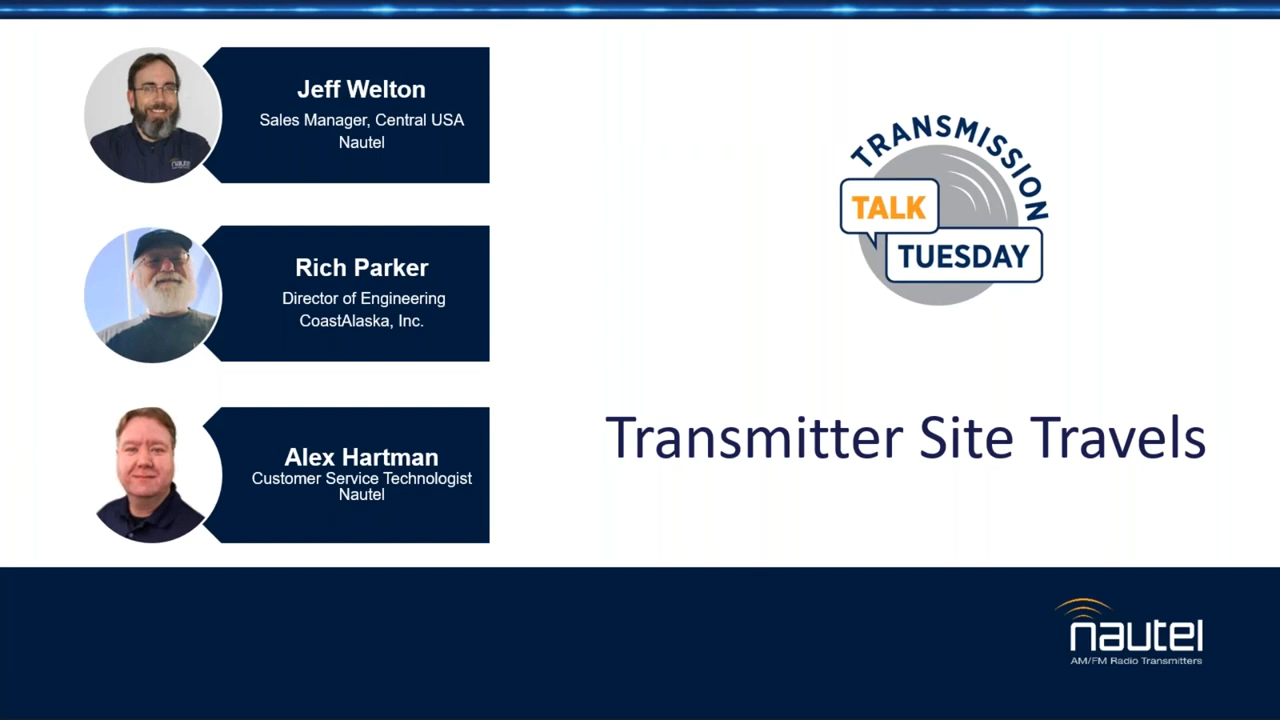 Jeff Welton
Sales Manager, Central USA
Nautel
nautel
Rich Parker
Director of Engineering
CoastAlaska, Inc.
Alex Hartman
Customer Service Technologist
Nautel
TRANSMISSION
TALK
TUESDAY
Transmitter Site Travels
nautel
AM/FM Radio Transmitters